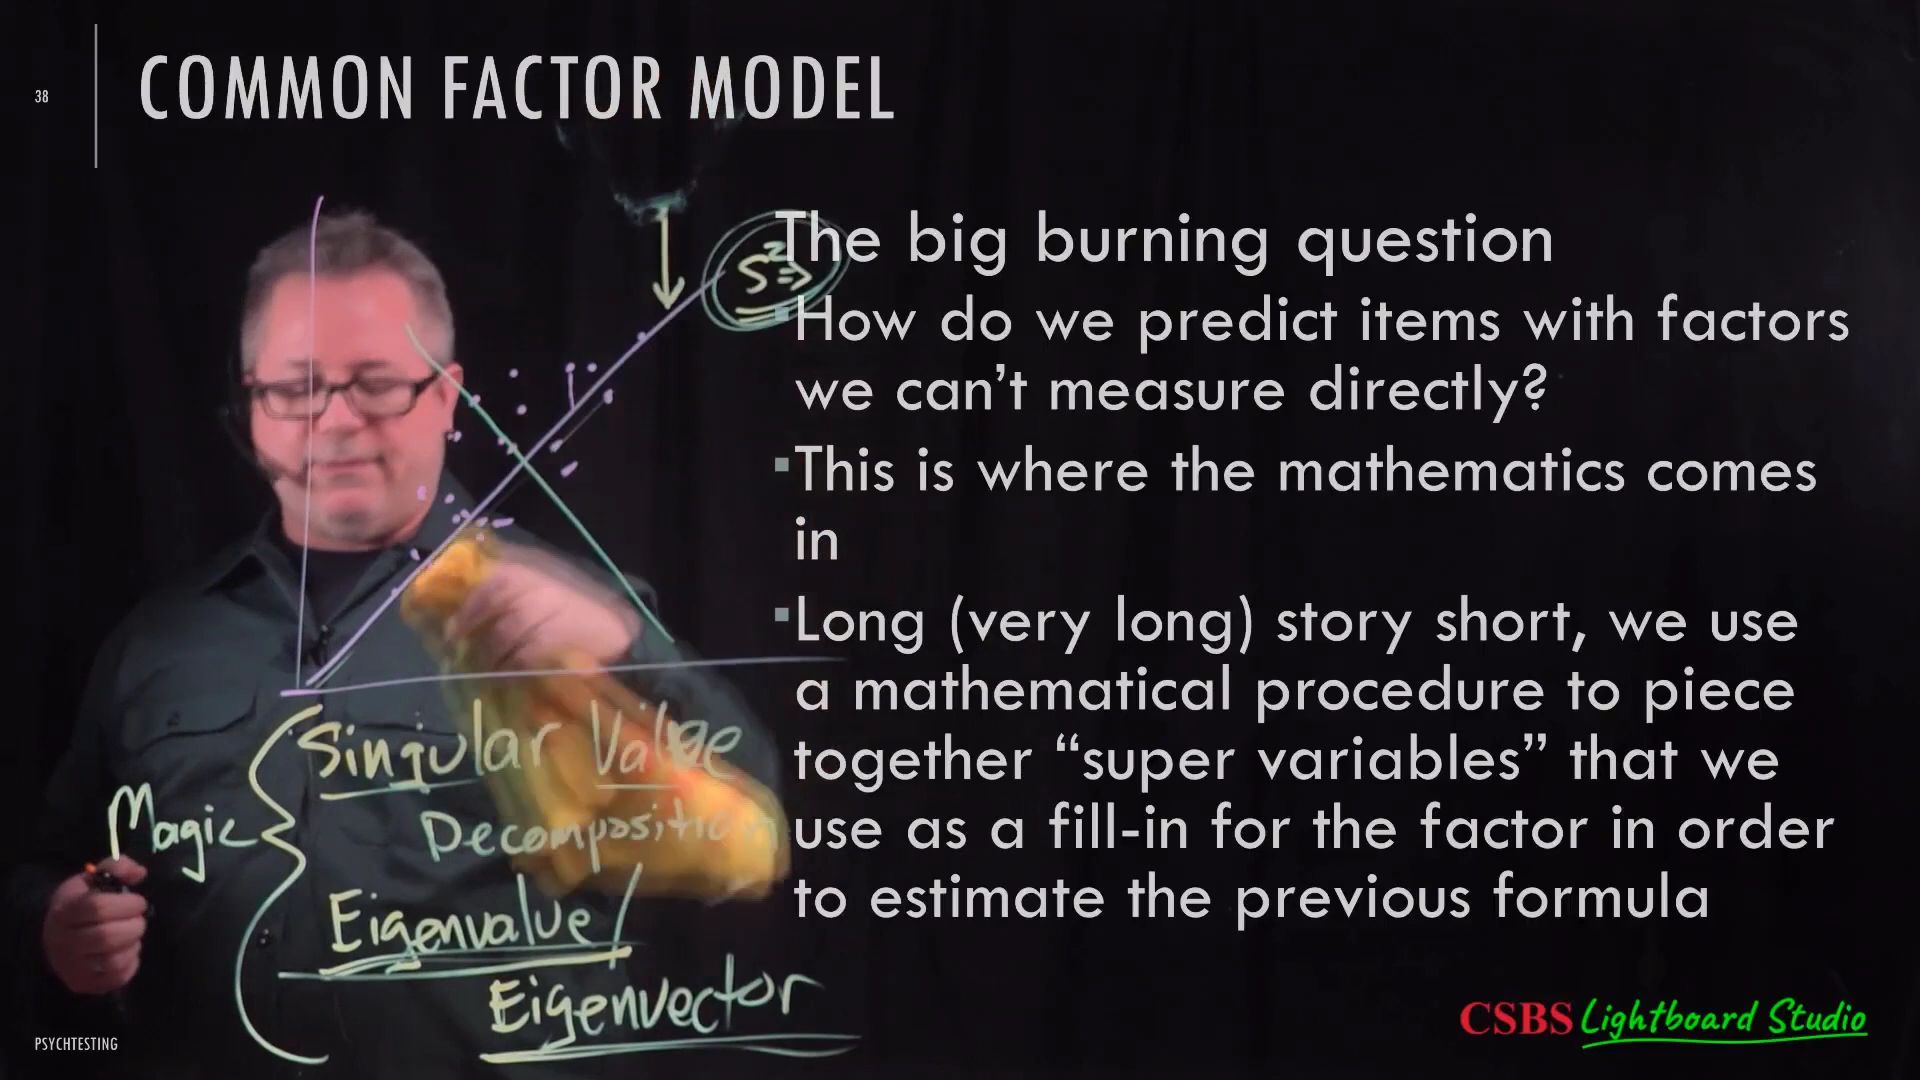 38
COMMON FACTOR MODEL
S² ⇒
The big burning question
▪How do we predict items with factors
we can’t measure directly?
▪This is where the mathematics comes
in
▪Long (very long) story short, we use
a mathematical procedure to piece
together “super variables” that we
use as a fill-in for the factor in order
to estimate the previous formula
Singular Value
Decomposition
Magic
Eigenvalue/
Eigenvector
CSBS Lightboard Studio
PSYCHTESTING